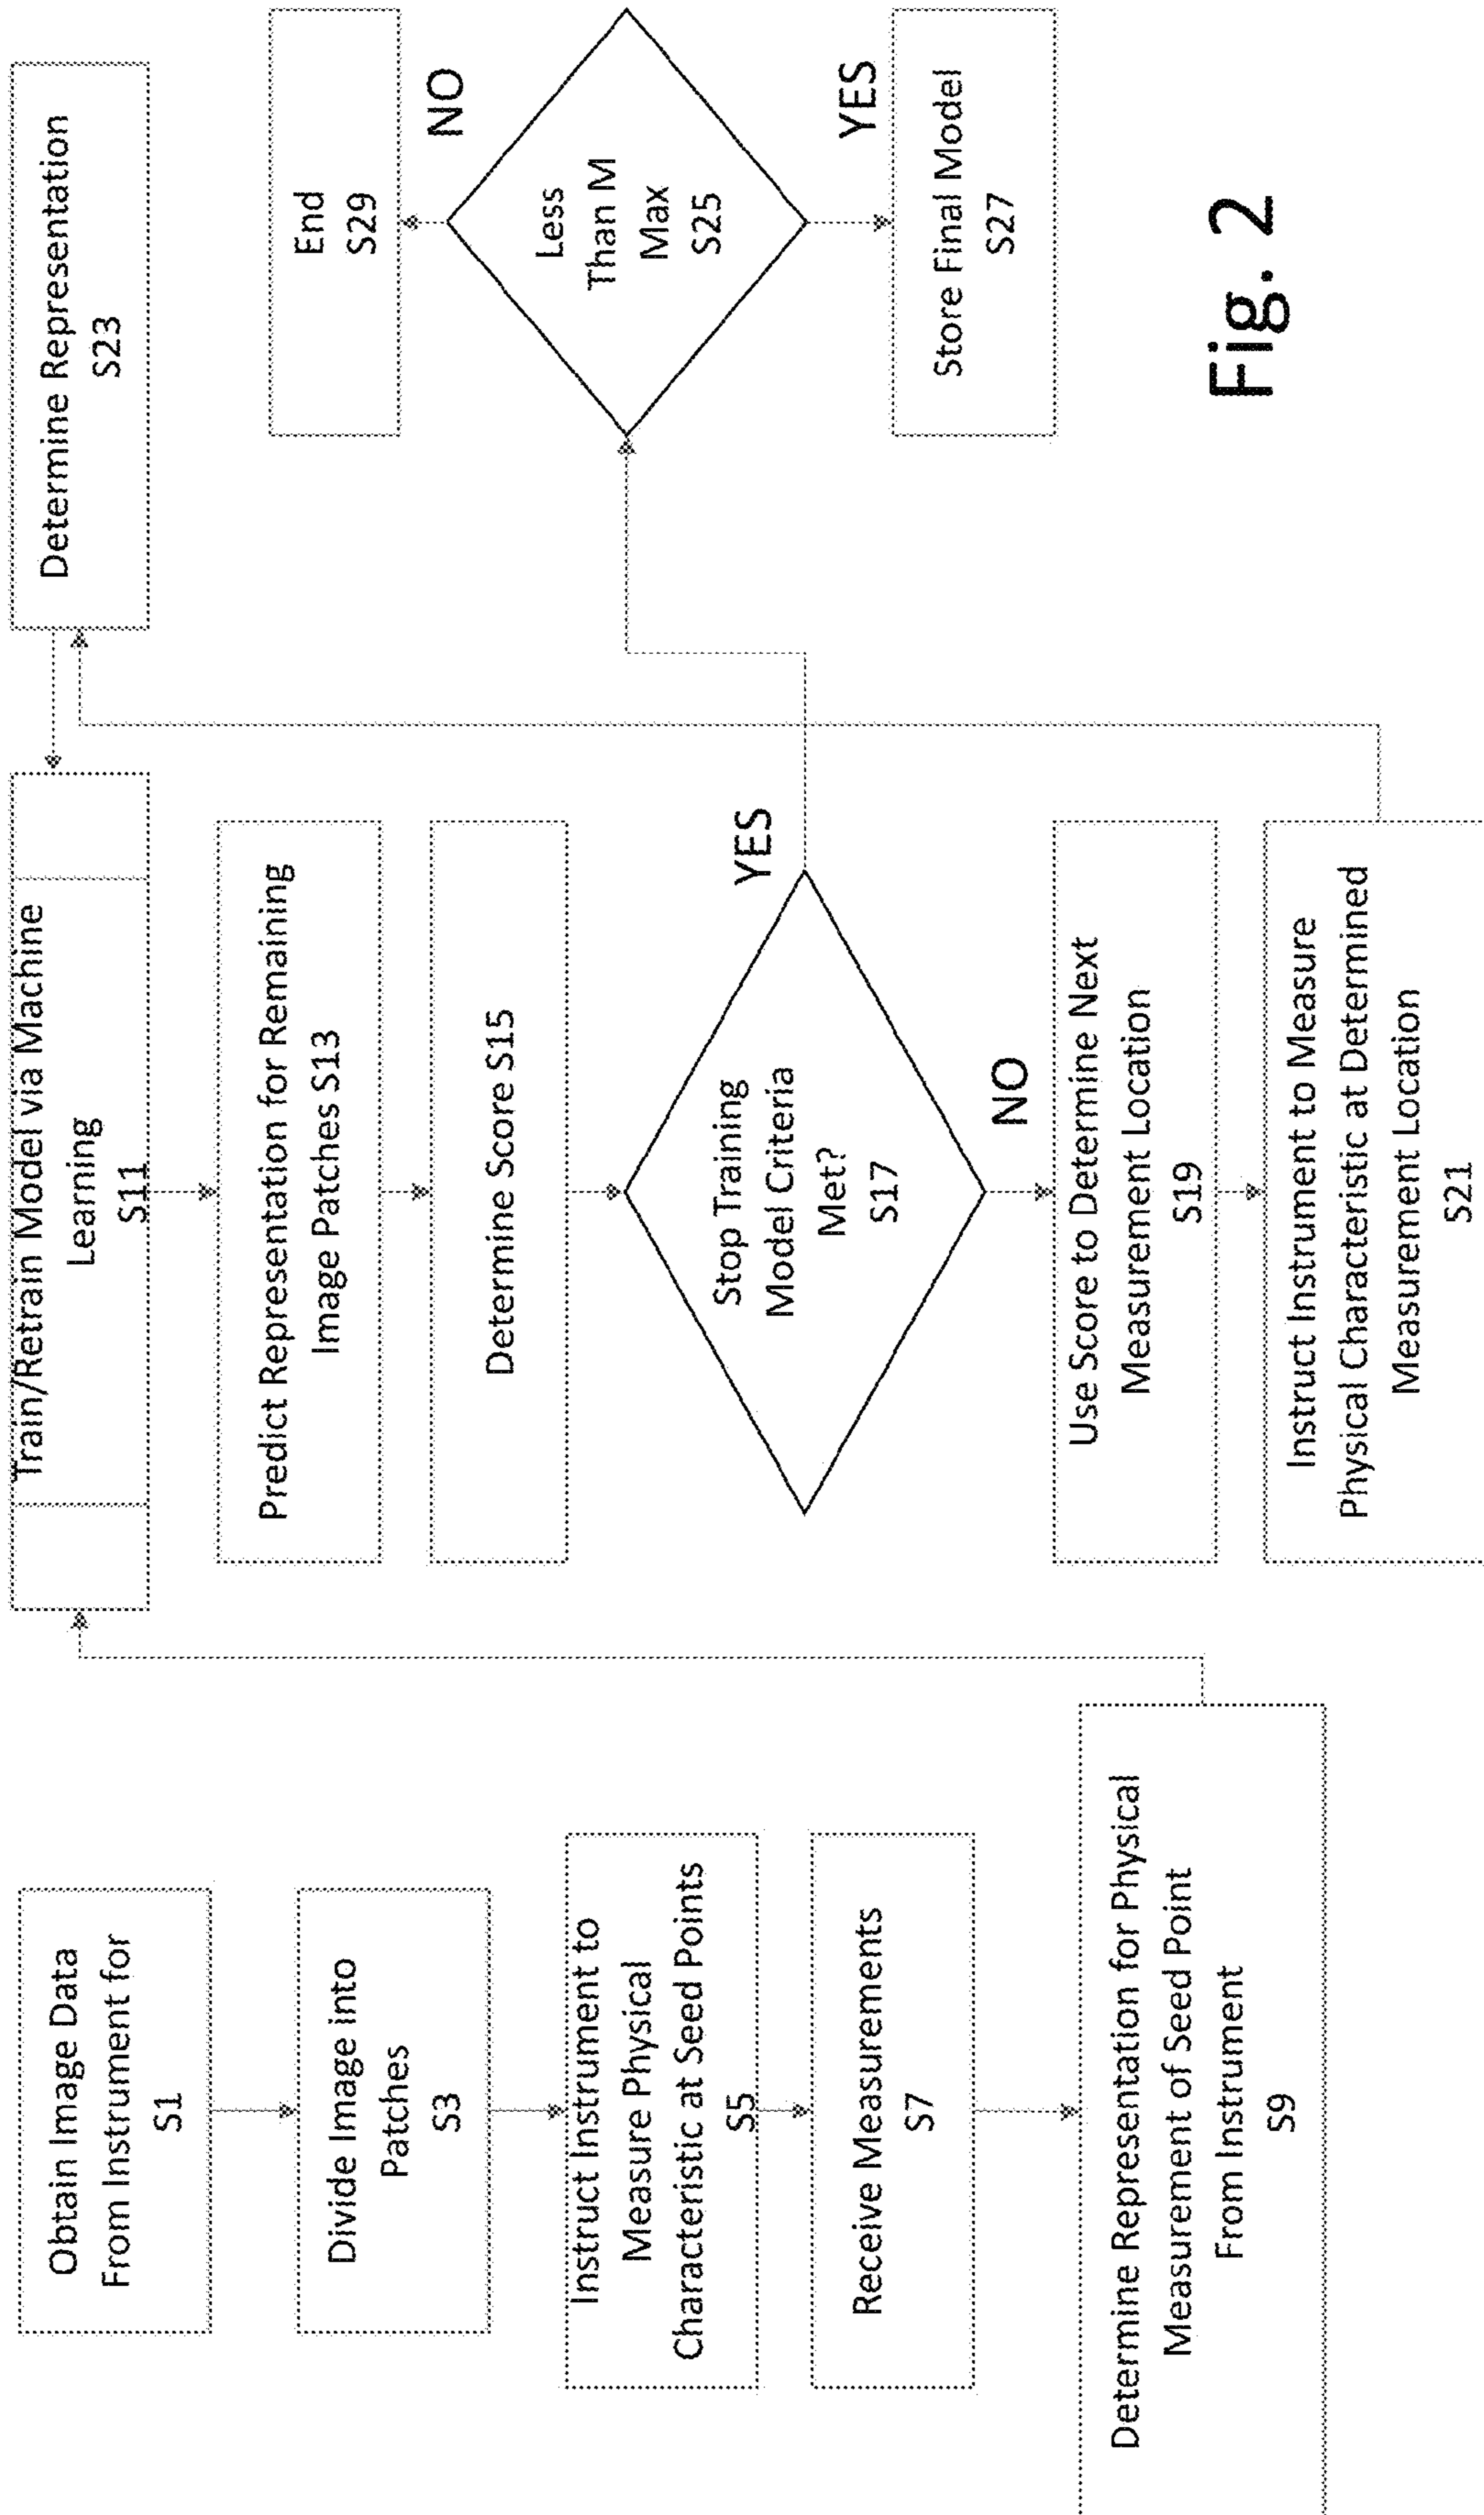 Obtain Image Data
From Instrument for
S1
Divide Image into
Patches
S3
Instruct Instrument to
Measure Physical
Characteristic at Seed Points
S5
Receive Measurements
S7
Determine Representation for Physical
Measurement of Seed Point
From Instrument
S9
Train/Retrain Model via Machine
Learning
S11
Predict Representation for Remaining
Image Patches S13
Determine Score S15
Stop Training
Model Criteria
Met?
S17
YES
NO
Use Score to Determine Next
Measurement Location
S19
Instruct Instrument to Measure
Physical Characteristic at Determined
Measurement Location
S21
Determine Representation
S23
End
S29
NO
Less
Than M
Max
S25
YES
Store Final Model
S27
Fig. 2